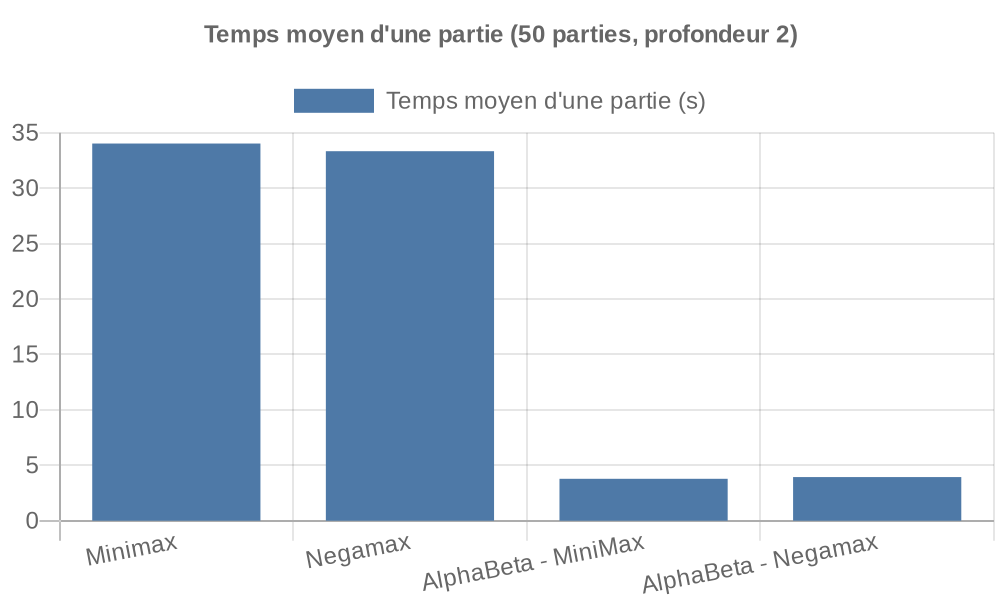 Temps moyen d'une partie (50 parties, profondeur 2)
Temps moyen d'une partie (s)
35
30
25
20
15
10
5
0
Minimax
Negamax
AlphaBeta - MiniMax
AlphaBeta - Negamax